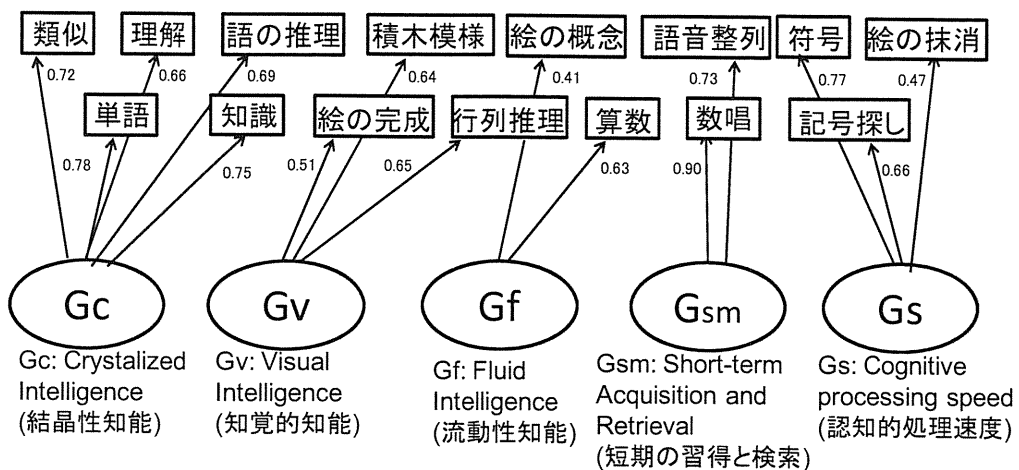 類似 理解 語の推理 積木模様 絵の概念 語音整列 符号 絵の抹消
0.72 0.66 0.69 0.64 0.41 0.73 0.77 0.47
単語 知識 絵の完成 行列推理 算数 数唱 記号探し
0.78 0.75 0.51 0.65 0.63 0.90 0.66
Gc Gv Gf Gsm Gs
Gc: Crystalized
Intelligence
(結晶性知能)
Gv: Visual
Intelligence
(知覚的知能)
Gf: Fluid
Intelligence
(流動性知能)
Gsm: Short-term
Acquisition and
Retrieval
(短期の習得と検索)
Gs: Cognitive
processing speed
(認知的処理速度)